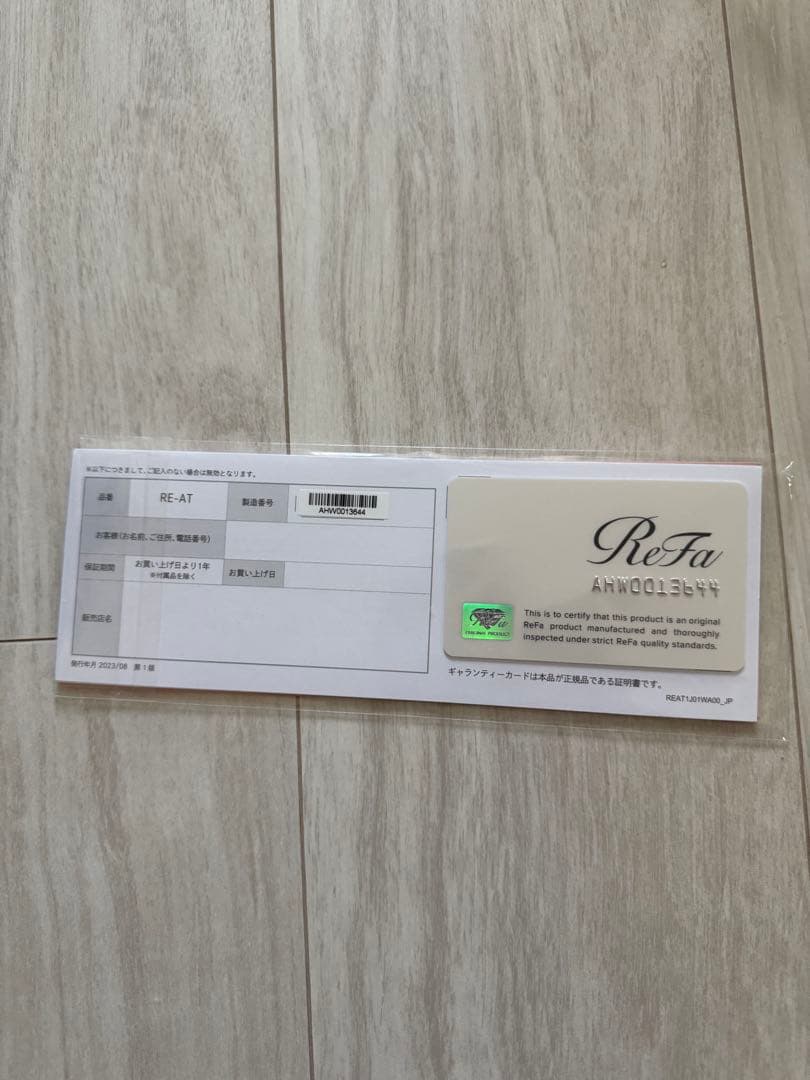 ※以下につきまして、ご記入のない場合は無効となります。
品番
RE-AT
製造番号
AHW0013644
お客様(お名前、ご住所、電話番号)
保証期間
お買い上げ日より1年
※付属品を除く
お買い上げ日
販売店名
発行年月 2023/08 第1版
ReFa
AHW0013644
ReFa
ORIGINAL PRODUCT
This is to certify that this product is an original
ReFa product manufactured and thoroughly
inspected under strict ReFa quality standards.
ギャランティーカードは本品が正規品である証明書です。
REAT1J01WA00_JP